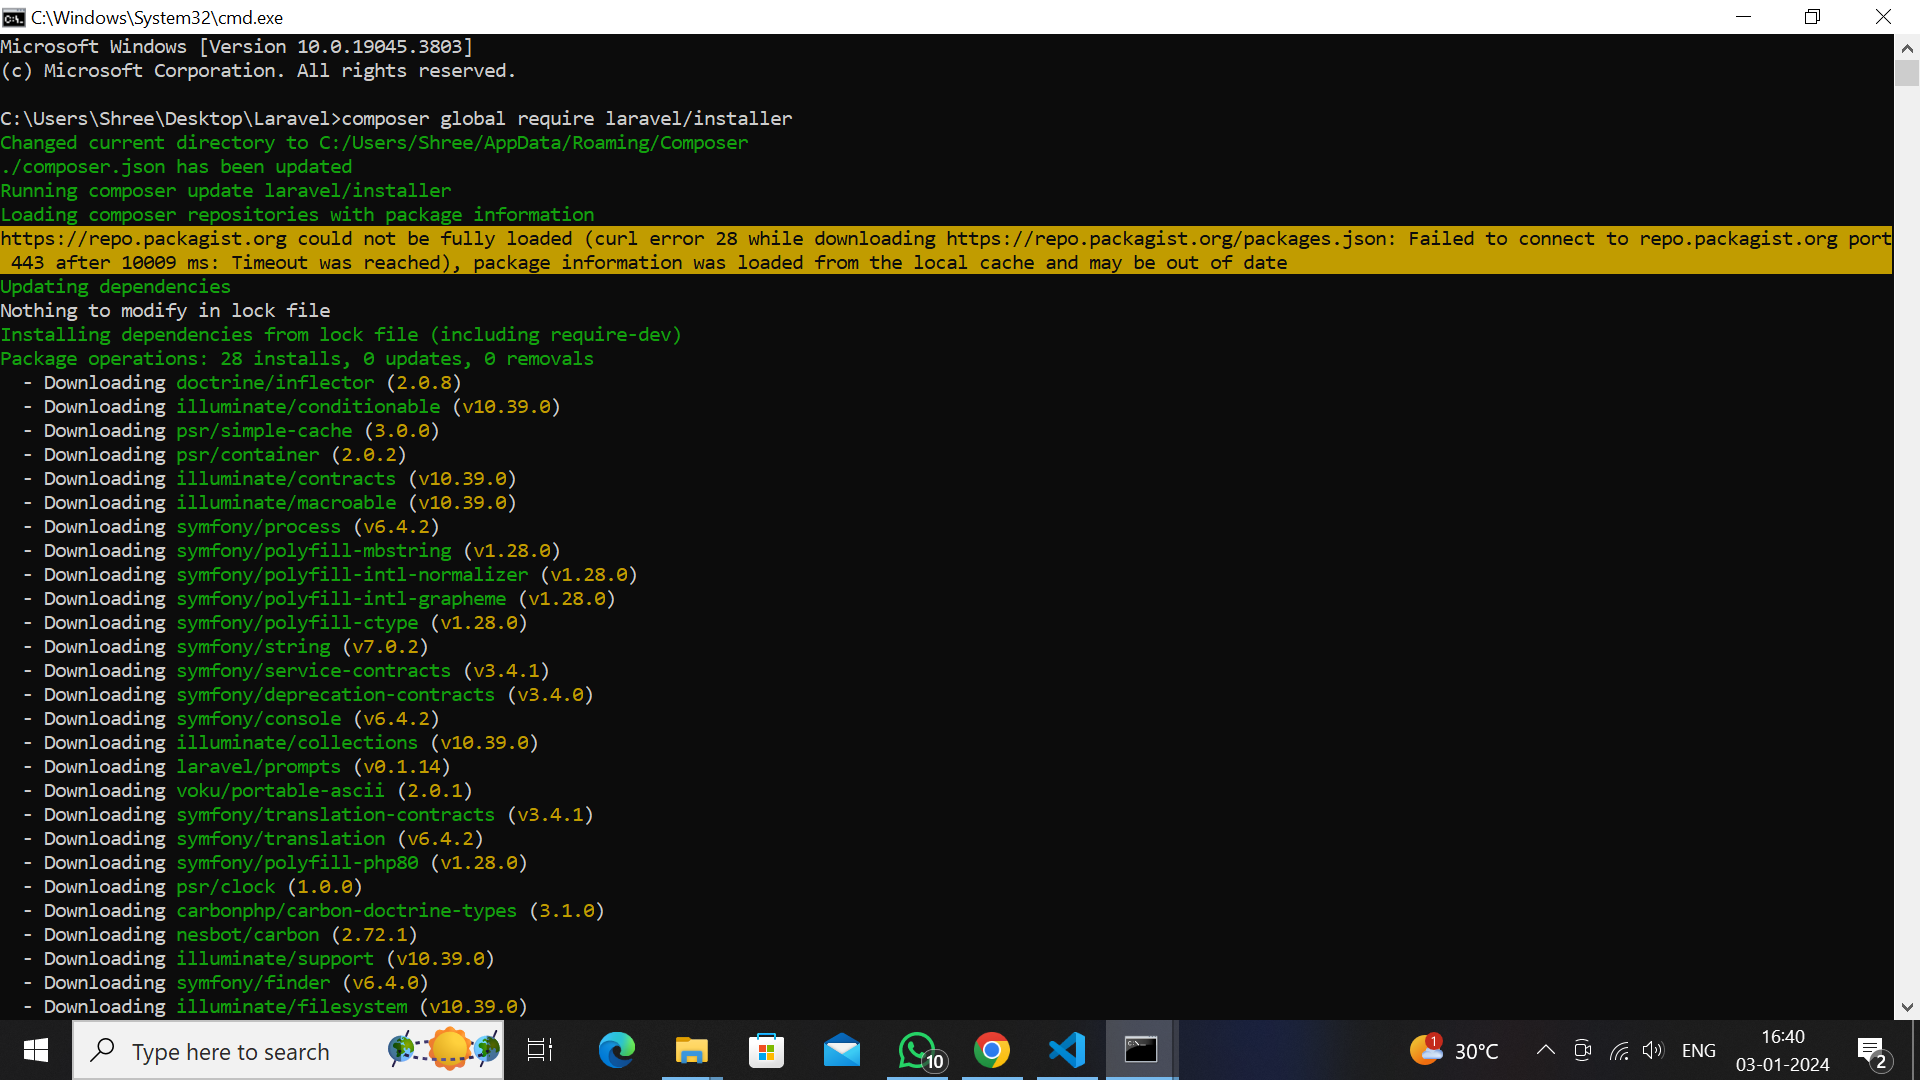 C:\Windows\System32\cmd.exe
Microsoft Windows [Version 10.0.19045.3803]
(c) Microsoft Corporation. All rights reserved.
C:\Users\Shree\Desktop\Laravel>composer global require laravel/installer
Changed current directory to C:/Users/Shree/AppData/Roaming/Composer
./composer.json has been updated
Running composer update laravel/installer
Loading composer repositories with package information
https://repo.packagist.org could not be fully loaded (curl error 28 while downloading https://repo.packagist.org/packages.json: Failed to connect to repo.packagist.org port
443 after 10009 ms: Timeout was reached), package information was loaded from the local cache and may be out of date
Updating dependencies
Nothing to modify in lock file
Installing dependencies from lock file (including require-dev)
Package operations: 28 installs, 0 updates, 0 removals
- Downloading doctrine/inflector (2.0.8)
- Downloading illuminate/conditionable (v10.39.0)
- Downloading psr/simple-cache (3.0.0)
- Downloading psr/container (2.0.2)
- Downloading illuminate/contracts (v10.39.0)
- Downloading illuminate/macroable (v10.39.0)
- Downloading symfony/process (v6.4.2)
- Downloading symfony/polyfill-mbstring (v1.28.0)
- Downloading symfony/polyfill-intl-normalizer (v1.28.0)
- Downloading symfony/polyfill-intl-grapheme (v1.28.0)
- Downloading symfony/polyfill-ctype (v1.28.0)
- Downloading symfony/string (v7.0.2)
- Downloading symfony/service-contracts (v3.4.1)
- Downloading symfony/deprecation-contracts (v3.4.0)
- Downloading symfony/console (v6.4.2)
- Downloading illuminate/collections (v10.39.0)
- Downloading laravel/prompts (v0.1.14)
- Downloading voku/portable-ascii (2.0.1)
- Downloading symfony/translation-contracts (v3.4.1)
- Downloading symfony/translation (v6.4.2)
- Downloading symfony/polyfill-php80 (v1.28.0)
- Downloading psr/clock (1.0.0)
- Downloading carbonphp/carbon-doctrine-types (3.1.0)
- Downloading nesbot/carbon (2.72.1)
- Downloading illuminate/support (v10.39.0)
- Downloading symfony/finder (v6.4.0)
- Downloading illuminate/filesystem (v10.39.0)
Type here to search
10
1
30°C
ENG
16:40
03-01-2024
2